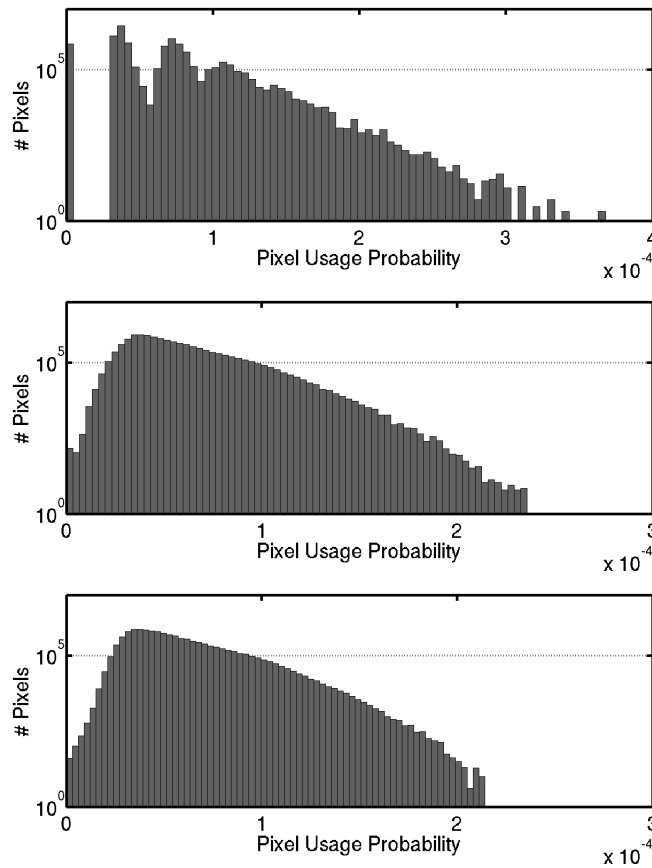 # Pixels
10^5
10^0
0 1 2 3 4
Pixel Usage Probability
x 10^-4
# Pixels
10^5
10^0
0 1 2 3
Pixel Usage Probability
x 10^-4
# Pixels
10^5
10^0
0 1 2 3
Pixel Usage Probability
x 10^-4